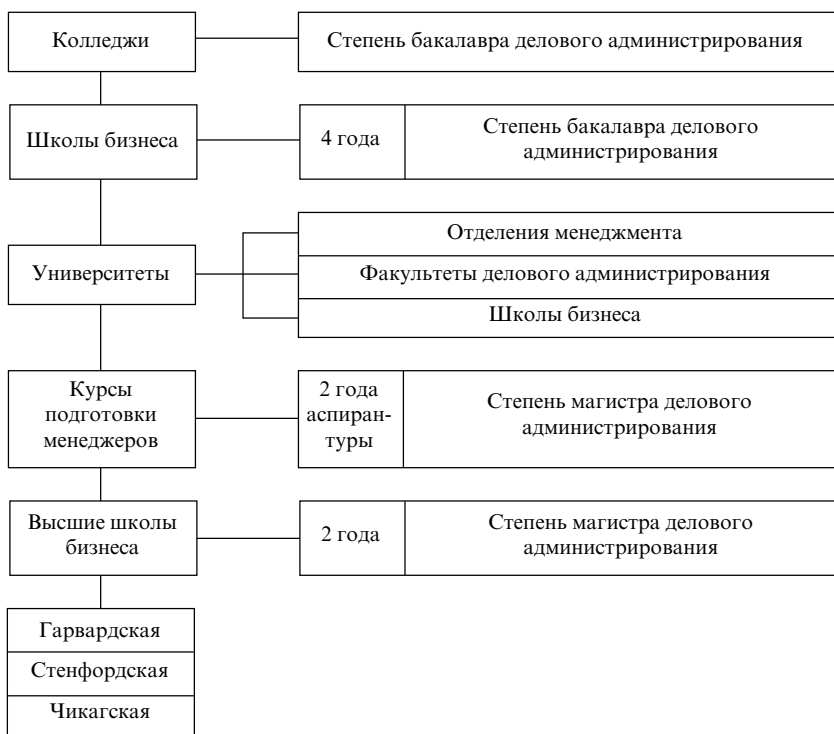 Колледжи
Степень бакалавра делового администрирования
Школы бизнеса
4 года
Степень бакалавра делового
администрирования
Университеты
Отделения менеджмента
Факультеты делового администрирования
Школы бизнеса
Курсы
подготовки
менеджеров
2 года
аспиран-
туры
Степень магистра делового
администрирования
Высшие школы
бизнеса
2 года
Степень магистра делового
администрирования
Гарвардская
Стенфордская
Чикагская